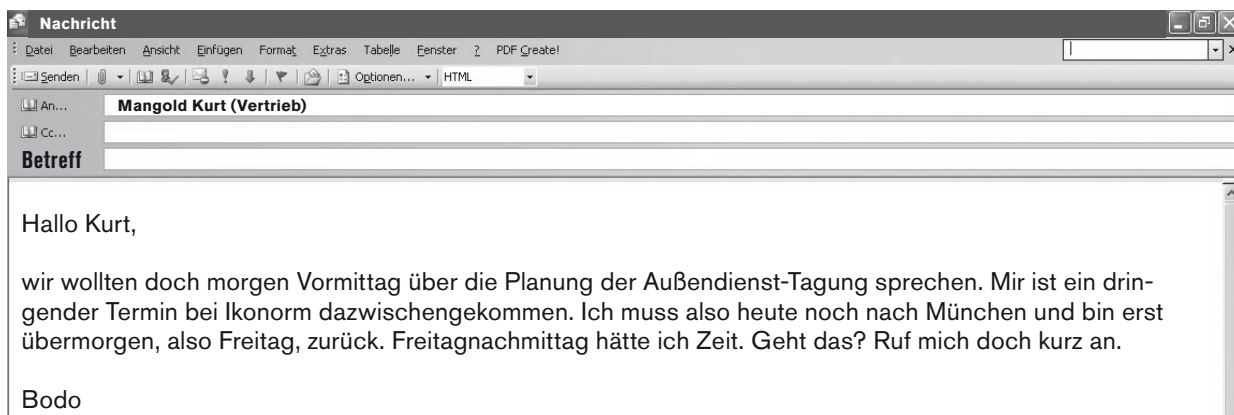 Nachricht
Datei Bearbeiten Ansicht Einfügen Format Extras Tabelle Fenster ? PDF Create!
Senden Optionen... HTML
An... Mangold Kurt (Vertrieb)
Cc...
Betreff
Hallo Kurt,
wir wollten doch morgen Vormittag über die Planung der Außendienst-Tagung sprechen. Mir ist ein drin-
gender Termin bei Ikonorm dazwischengekommen. Ich muss also heute noch nach München und bin erst
übermorgen, also Freitag, zurück. Freitagnachmittag hätte ich Zeit. Geht das? Ruf mich doch kurz an.
Bodo